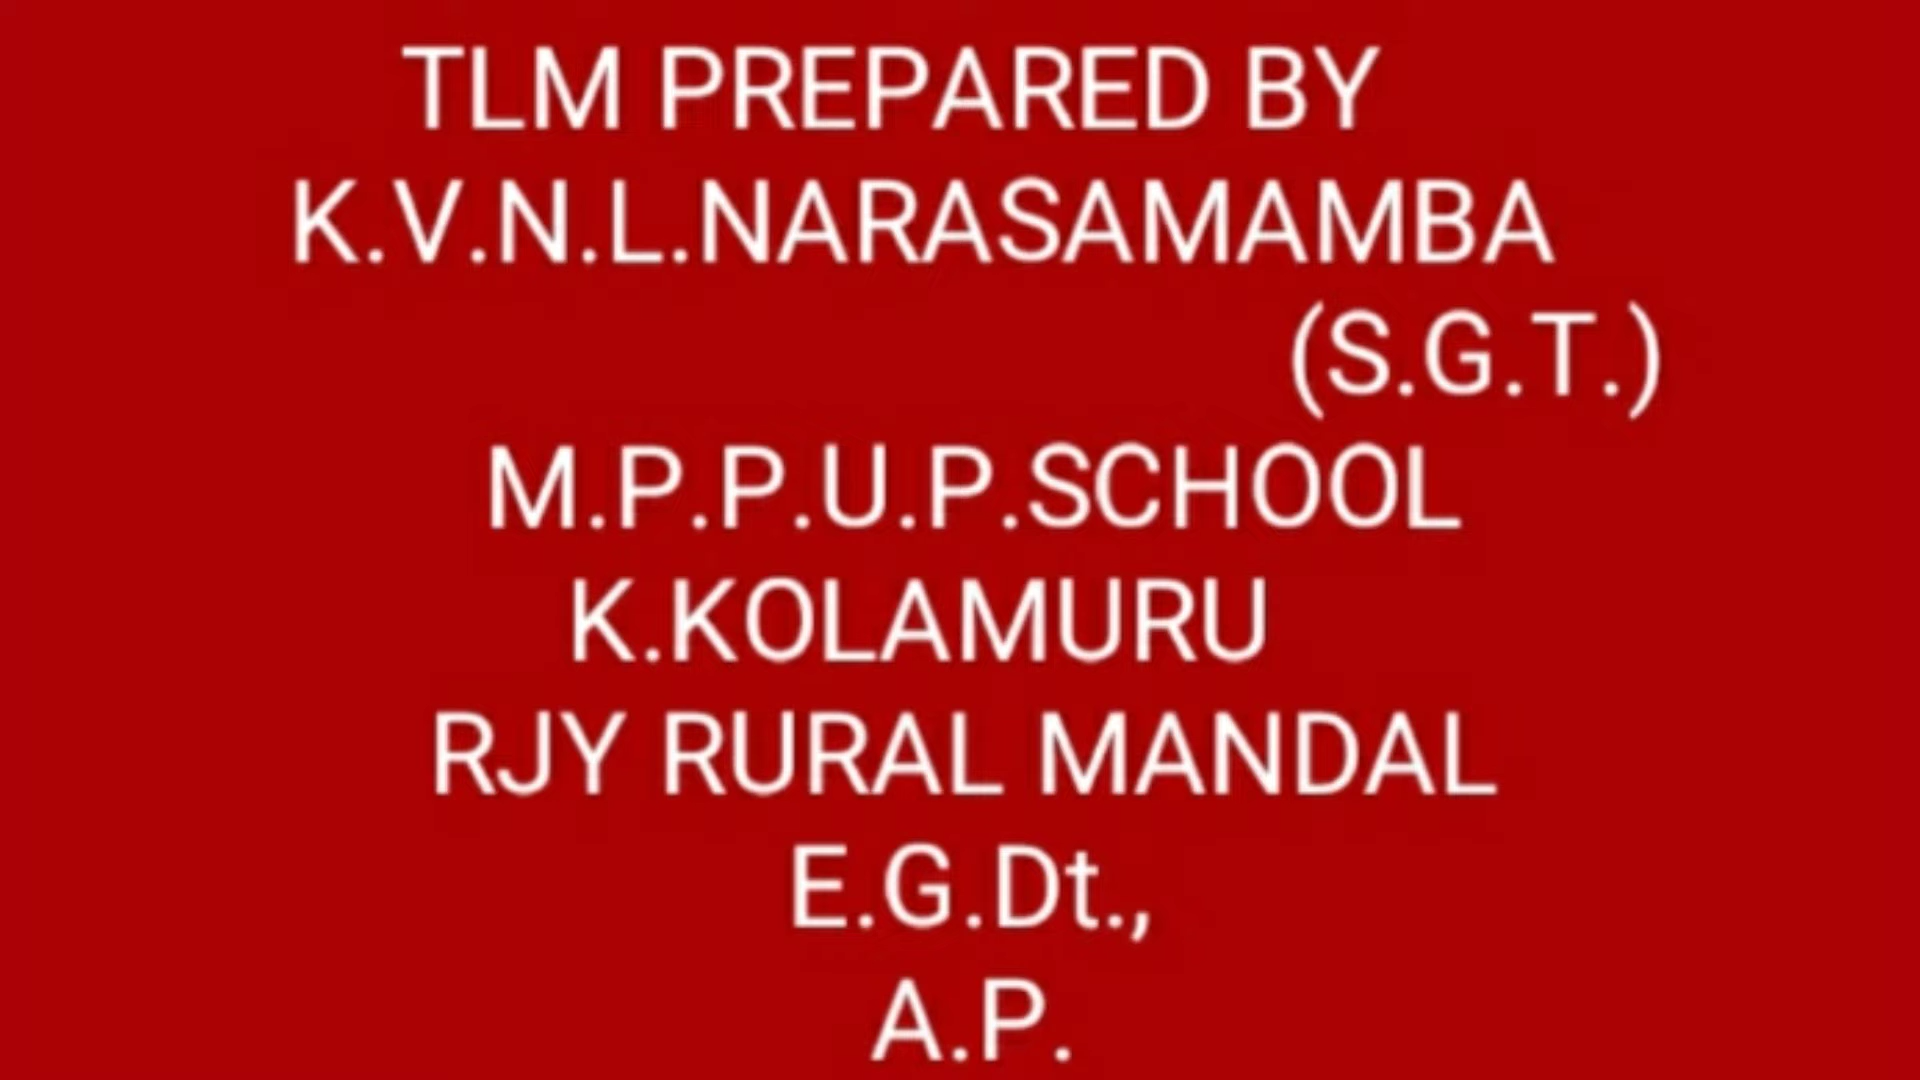 TLM PREPARED BY
K.V.N.L.NARASAMAMBA
(S.G.T.)
M.P.P.U.P.SCHOOL
K.KOLAMURU
RJY RURAL MANDAL
E.G.Dt.,
A.P.